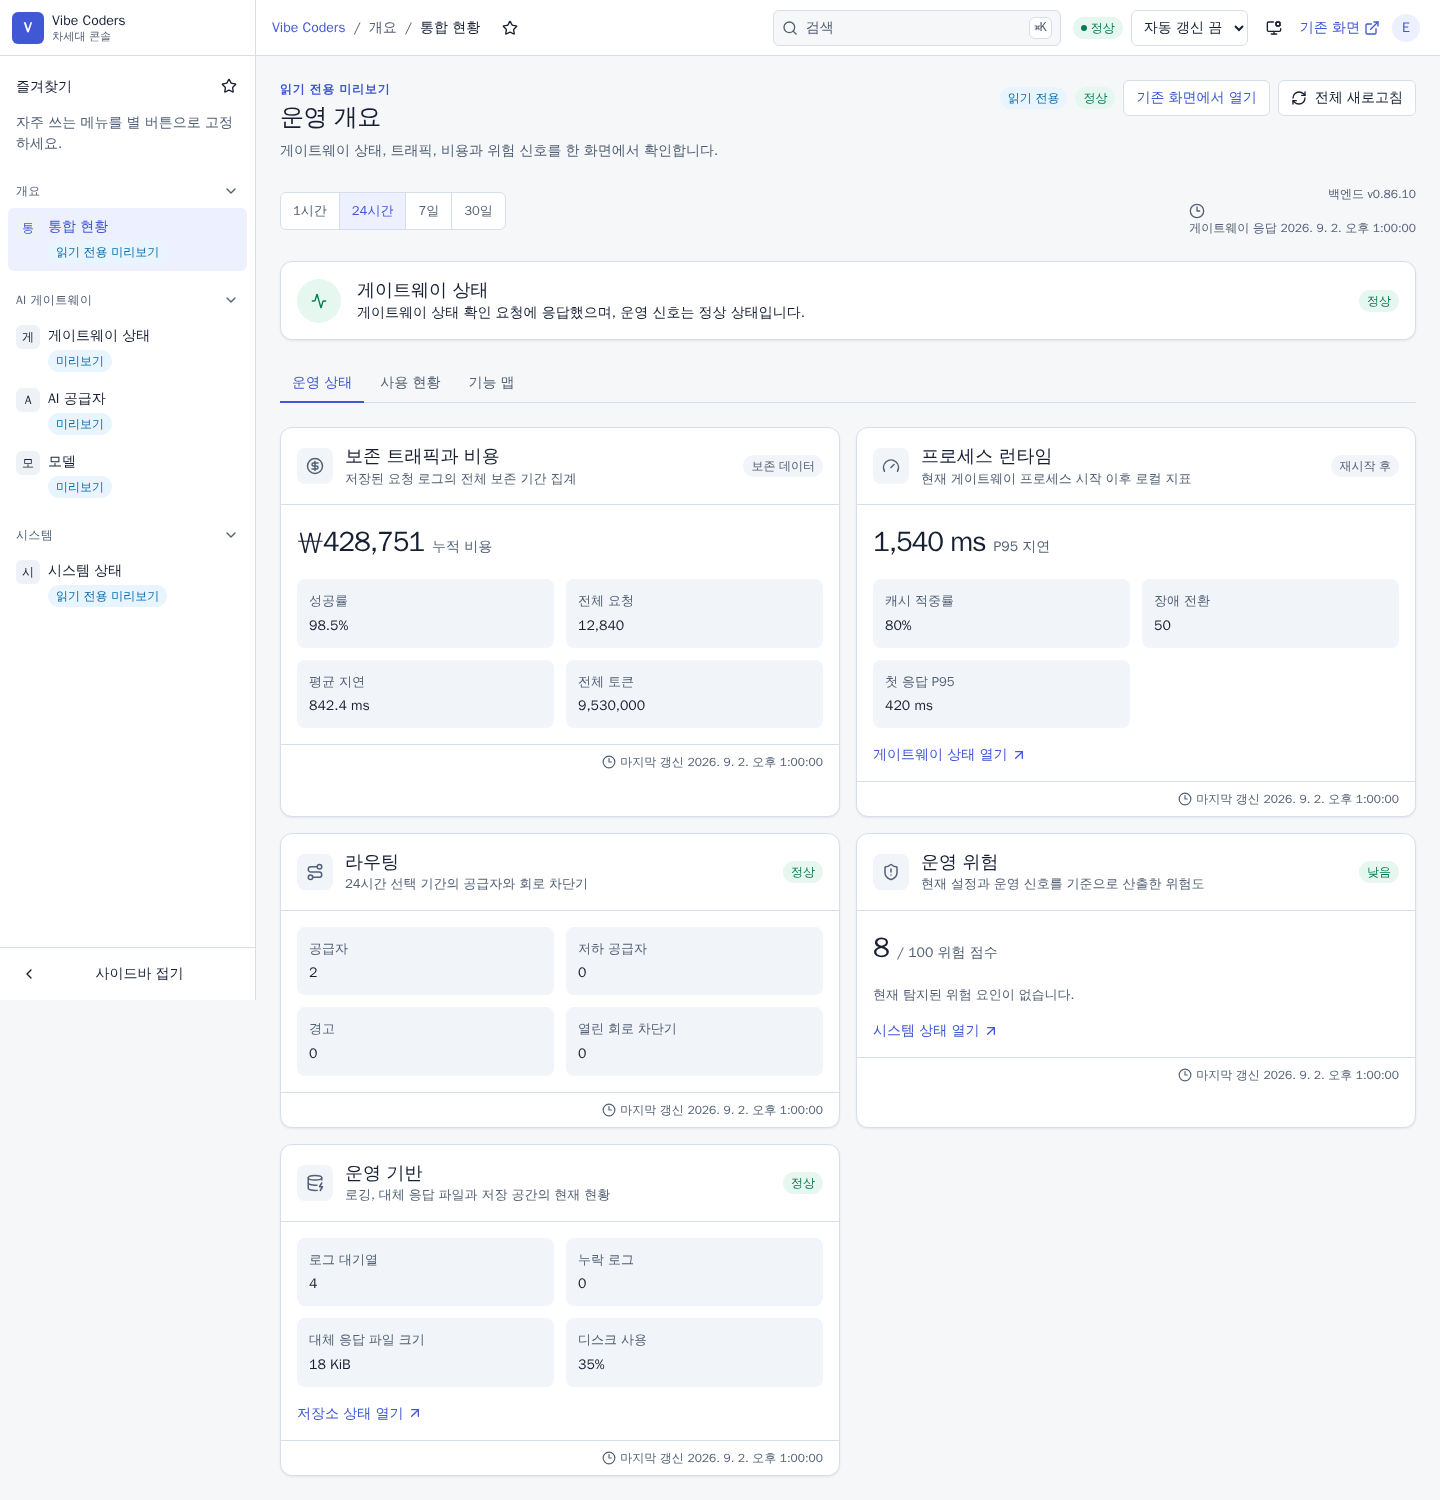 V
Vibe Coders
차세대 콘솔
Vibe Coders / 개요 / 통합 현황
검색
⌘K
정상
자동 갱신 끔
기존 화면
E
즐겨찾기
자주 쓰는 메뉴를 별 버튼으로 고정
하세요.
개요
통 통합 현황
읽기 전용 미리보기
AI 게이트웨이
게 게이트웨이 상태
미리보기
A AI 공급자
미리보기
모 모델
미리보기
시스템
시 시스템 상태
읽기 전용 미리보기
사이드바 접기
읽기 전용 미리보기
운영 개요
게이트웨이 상태, 트래픽, 비용과 위험 신호를 한 화면에서 확인합니다.
읽기 전용
정상
기존 화면에서 열기
전체 새로고침
1시간
24시간
7일
30일
백엔드 v0.86.10
게이트웨이 응답 2026. 9. 2. 오후 1:00:00
게이트웨이 상태
게이트웨이 상태 확인 요청에 응답했으며, 운영 신호는 정상 상태입니다.
정상
운영 상태
사용 현황
기능 맵
보존 트래픽과 비용
저장된 요청 로그의 전체 보존 기간 집계
보존 데이터
₩428,751 누적 비용
성공률
98.5%
전체 요청
12,840
평균 지연
842.4 ms
전체 토큰
9,530,000
마지막 갱신 2026. 9. 2. 오후 1:00:00
프로세스 런타임
현재 게이트웨이 프로세스 시작 이후 로컬 지표
재시작 후
1,540 ms P95 지연
캐시 적중률
80%
장애 전환
50
첫 응답 P95
420 ms
게이트웨이 상태 열기
마지막 갱신 2026. 9. 2. 오후 1:00:00
라우팅
24시간 선택 기간의 공급자와 회로 차단기
정상
공급자
2
저하 공급자
0
경고
0
열린 회로 차단기
0
마지막 갱신 2026. 9. 2. 오후 1:00:00
운영 위험
현재 설정과 운영 신호를 기준으로 산출한 위험도
낮음
8 / 100 위험 점수
현재 탐지된 위험 요인이 없습니다.
시스템 상태 열기
마지막 갱신 2026. 9. 2. 오후 1:00:00
운영 기반
로깅, 대체 응답 파일과 저장 공간의 현재 현황
정상
로그 대기열
4
누락 로그
0
대체 응답 파일 크기
18 KiB
디스크 사용
35%
저장소 상태 열기
마지막 갱신 2026. 9. 2. 오후 1:00:00